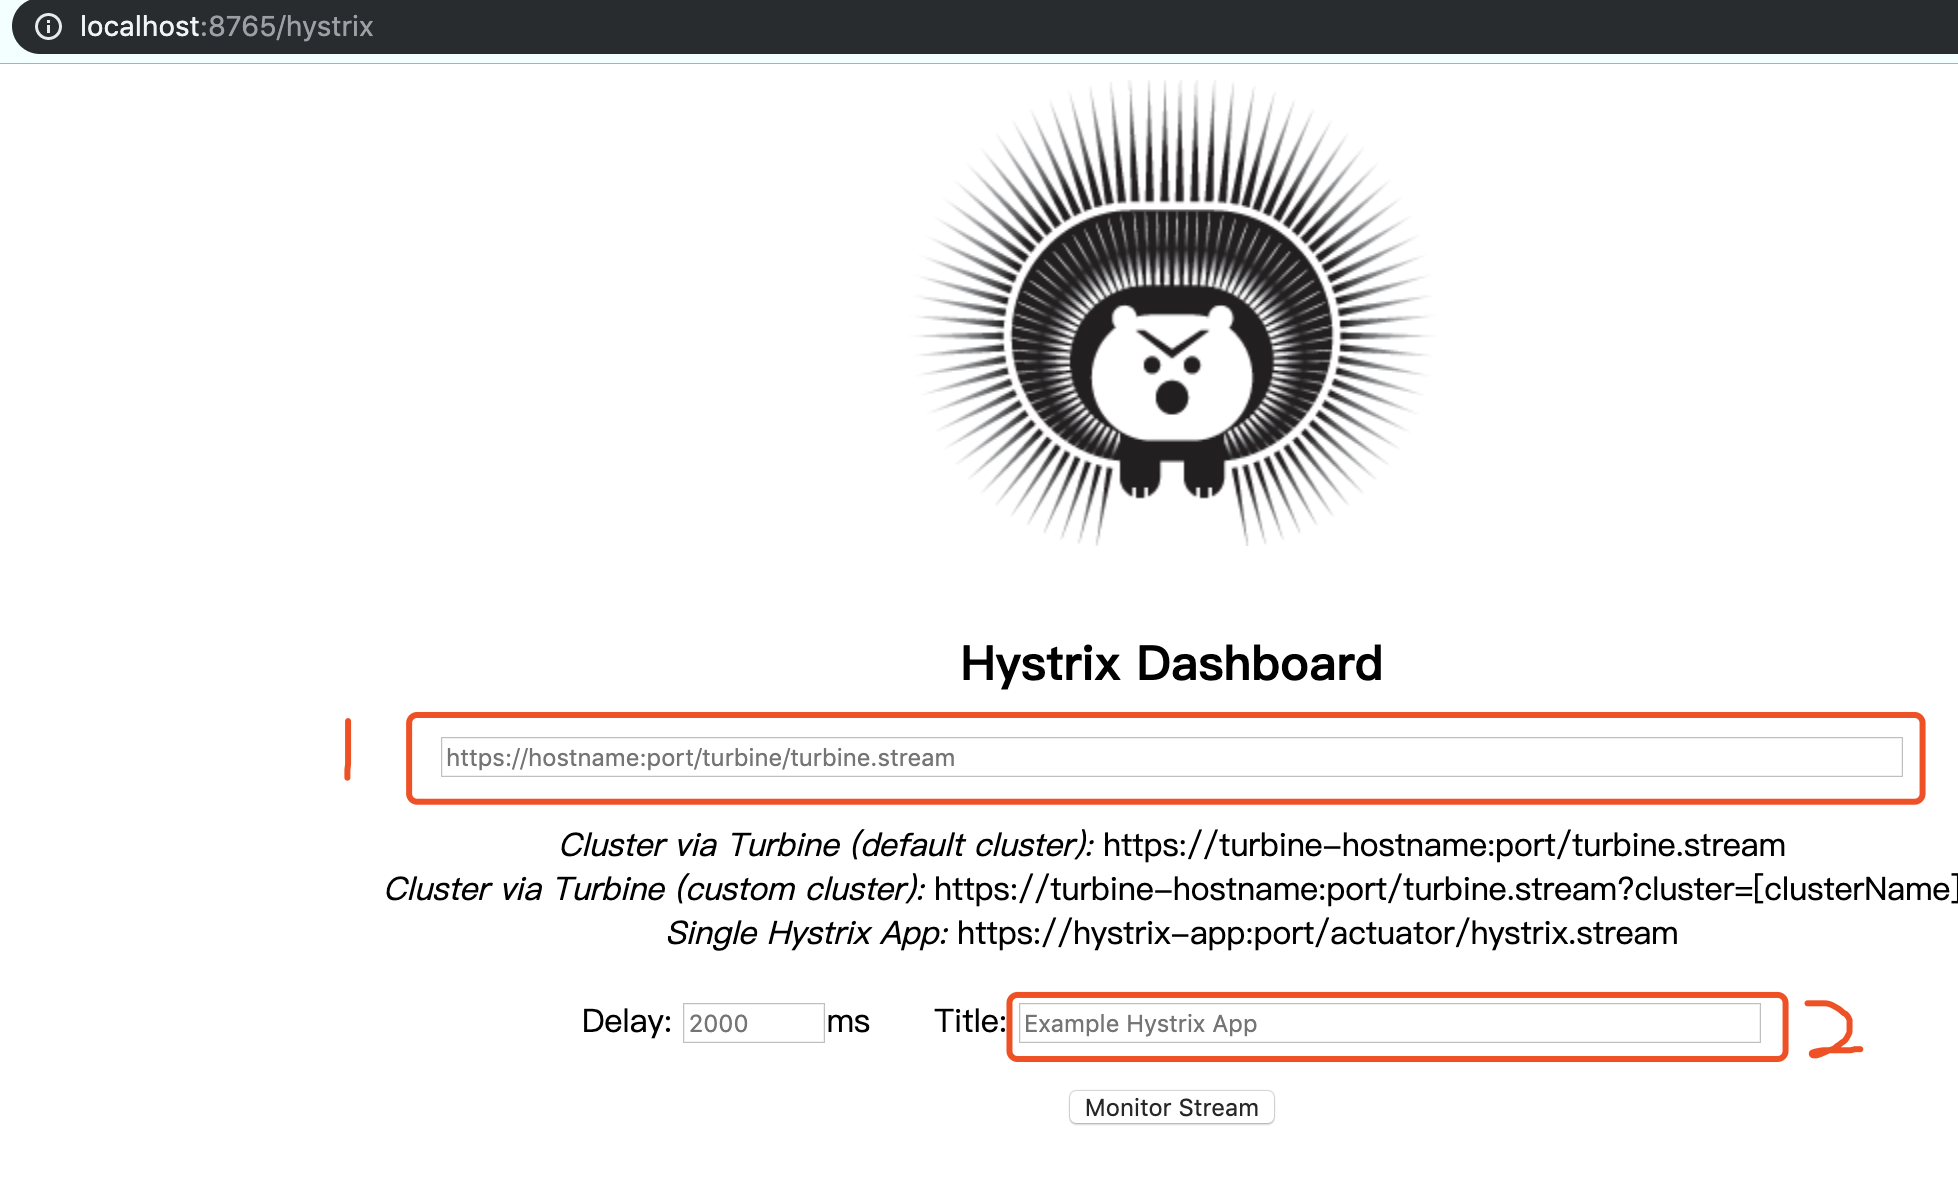 localhost:8765/hystrix
Hystrix Dashboard
1
https://hostname:port/turbine/turbine.stream
Cluster via Turbine (default cluster): https://turbine-hostname:port/turbine.stream
Cluster via Turbine (custom cluster): https://turbine-hostname:port/turbine.stream?cluster=[clusterName]
Single Hystrix App: https://hystrix-app:port/actuator/hystrix.stream
Delay: 2000 ms Title: Example Hystrix App 2
Monitor Stream